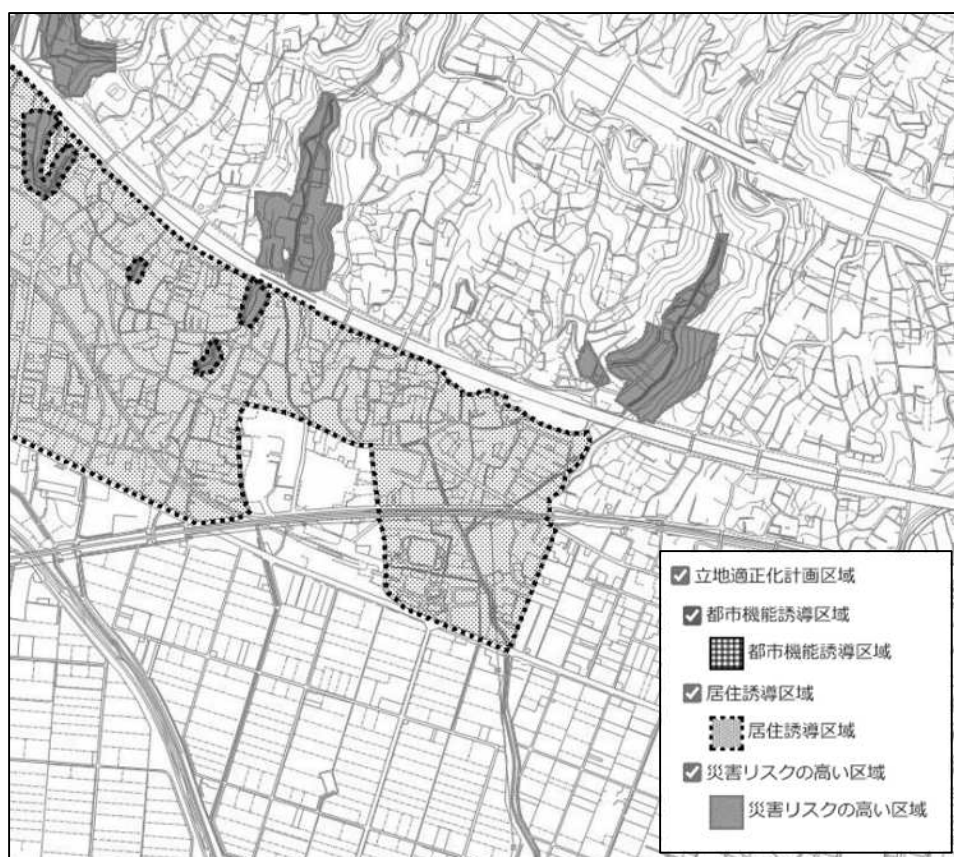 立地適正化計画区域
都市機能誘導区域
都市機能誘導区域
居住誘導区域
居住誘導区域
災害リスクの高い区域
災害リスクの高い区域